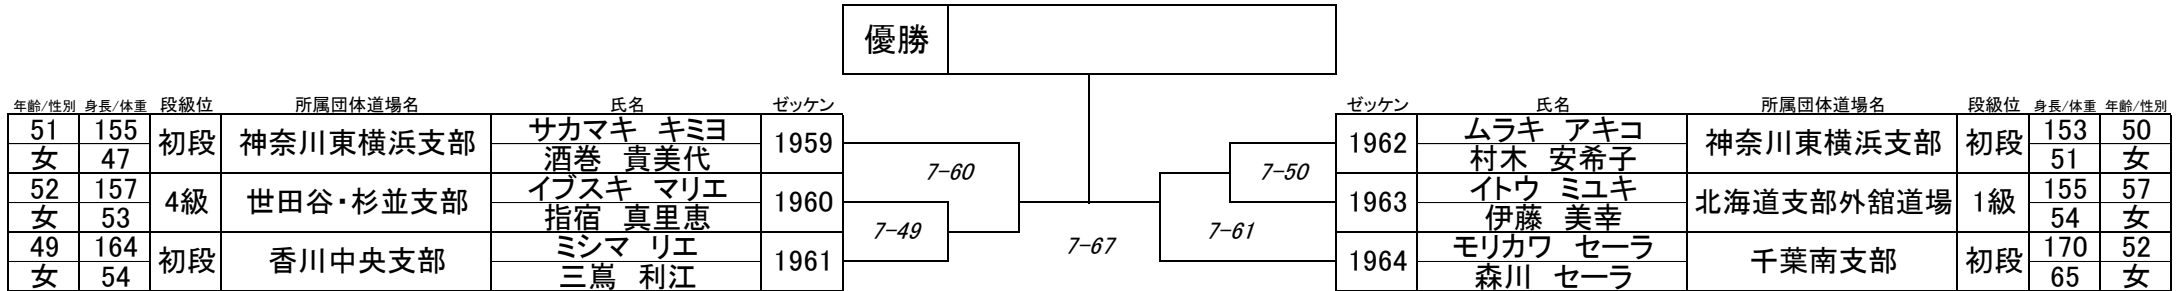 優勝
年齢/性別 身長/体重 段級位 所属団体道場名 氏名 ゼッケン ゼッケン 氏名 所属団体道場名 段級位 身長/体重 年齢/性別
51 155 初段 神奈川東横浜支部 サカマキ キミヨ 1959 1962 ムラキ アキコ 神奈川東横浜支部 初段 153 50
女 47 酒巻 貴美代 村木 安希子 51 女
7-60 7-50
52 157 4級 世田谷・杉並支部 イブスキ マリエ 1960 1963 イトウ ミユキ 北海道支部外舘道場 1級 155 57
女 53 指宿 真里恵 伊藤 美幸 54 女
7-49 7-67 7-61
49 164 初段 香川中央支部 ミシマ リエ 1961 1964 モリカワ セーラ 千葉南支部 初段 170 52
女 54 三嶌 利江 森川 セーラ 65 女